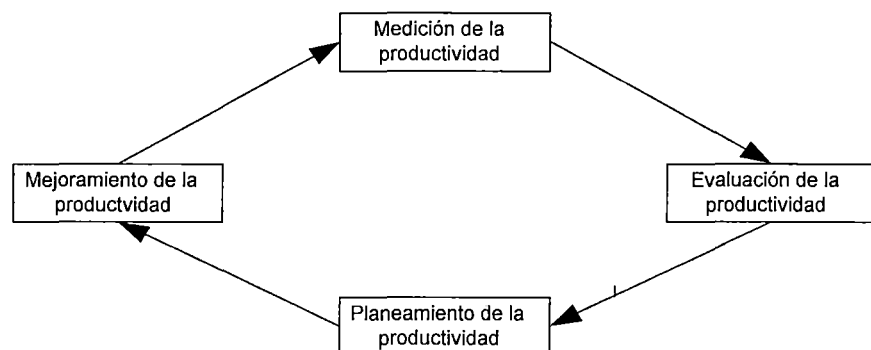 Medición de la
productividad
Mejoramiento de la
productvidad
Evaluación de la
productividad
Planeamiento de la
productividad